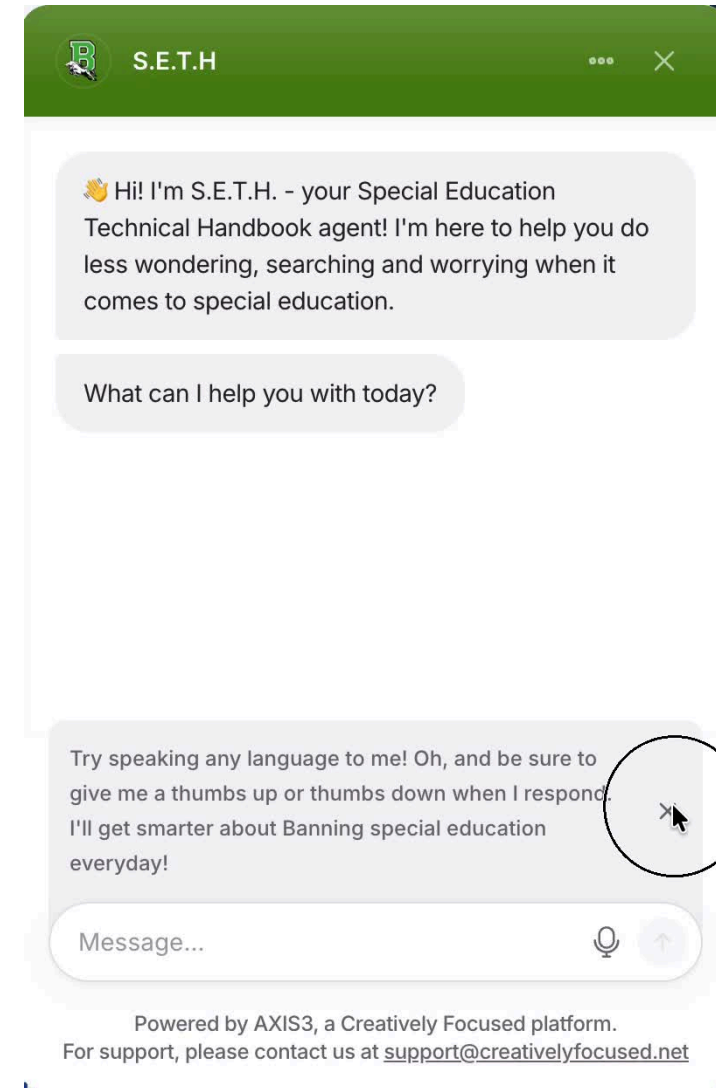 B
S.E.T.H
👋 Hi! I'm S.E.T.H. - your Special Education
Technical Handbook agent! I'm here to help you do
less wondering, searching and worrying when it
comes to special education.
What can I help you with today?
Try speaking any language to me! Oh, and be sure to
give me a thumbs up or thumbs down when I respond.
I'll get smarter about Banning special education
everyday!
Message...
Powered by AXIS3, a Creatively Focused platform.
For support, please contact us at support@creativelyfocused.net